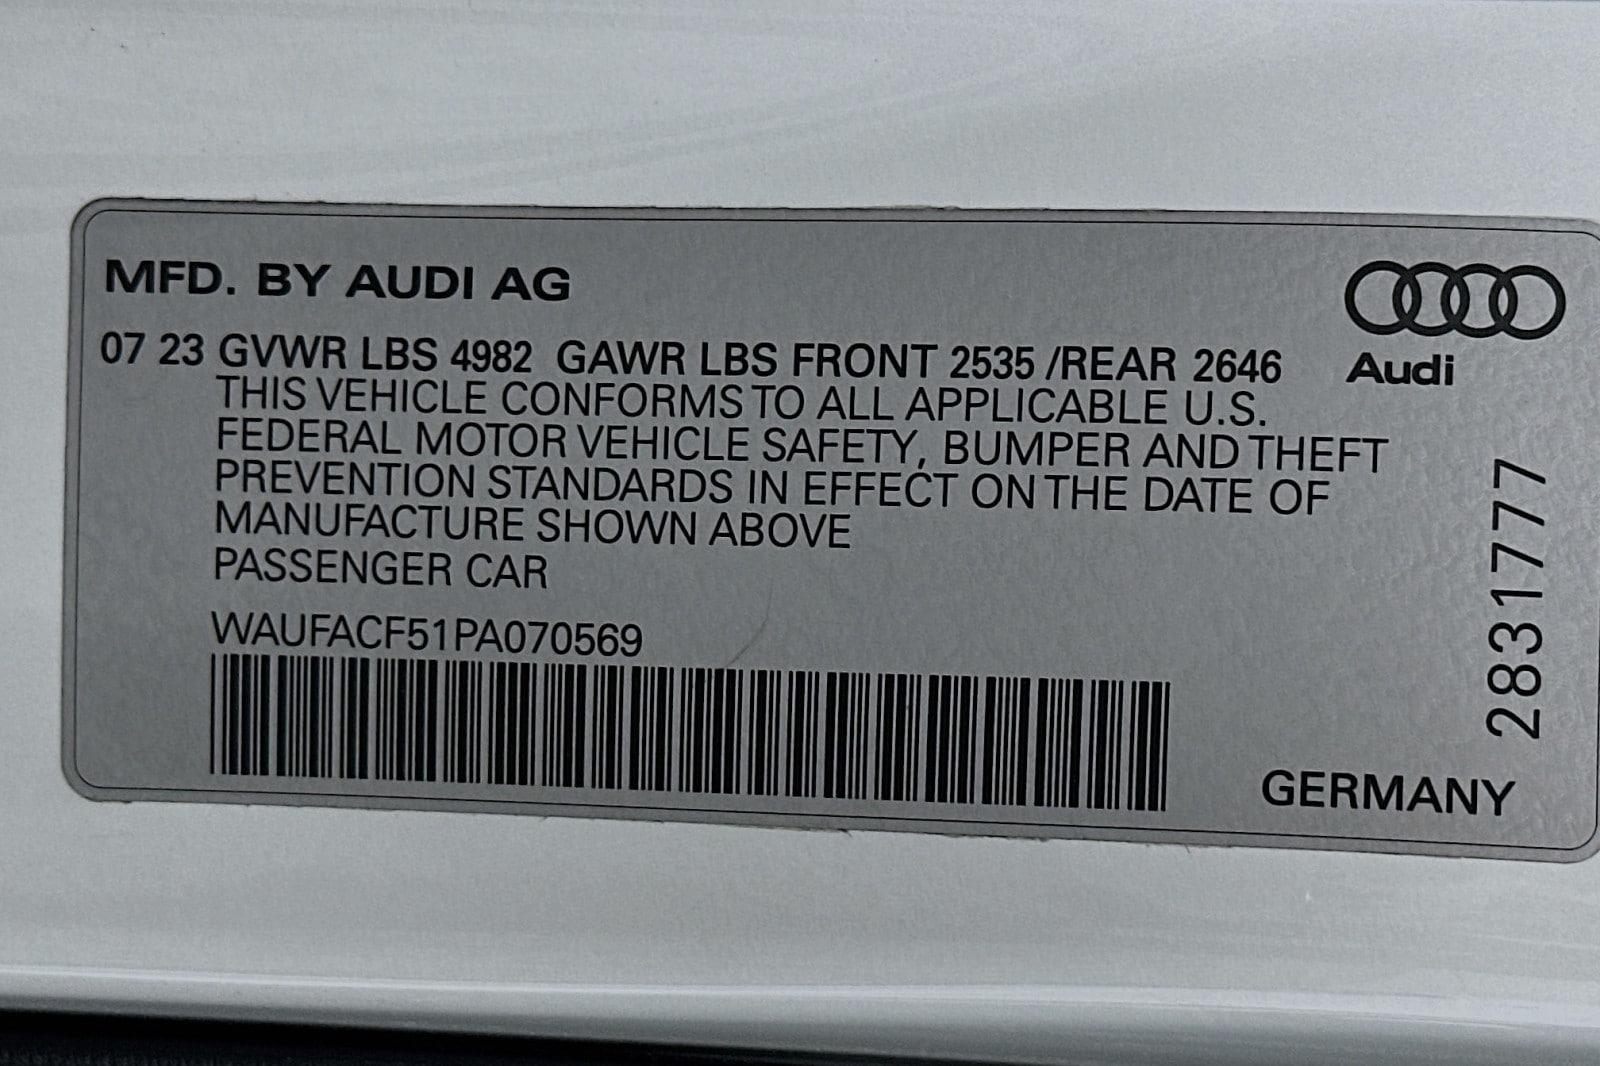 MFD. BY AUDI AG
Audi
07 23 GVWR LBS 4982 GAWR LBS FRONT 2535 /REAR 2646
THIS VEHICLE CONFORMS TO ALL APPLICABLE U.S.
FEDERAL MOTOR VEHICLE SAFETY, BUMPER AND THEFT
PREVENTION STANDARDS IN EFFECT ON THE DATE OF
MANUFACTURE SHOWN ABOVE
PASSENGER CAR
WAUFACF51PA070569
2831777
GERMANY